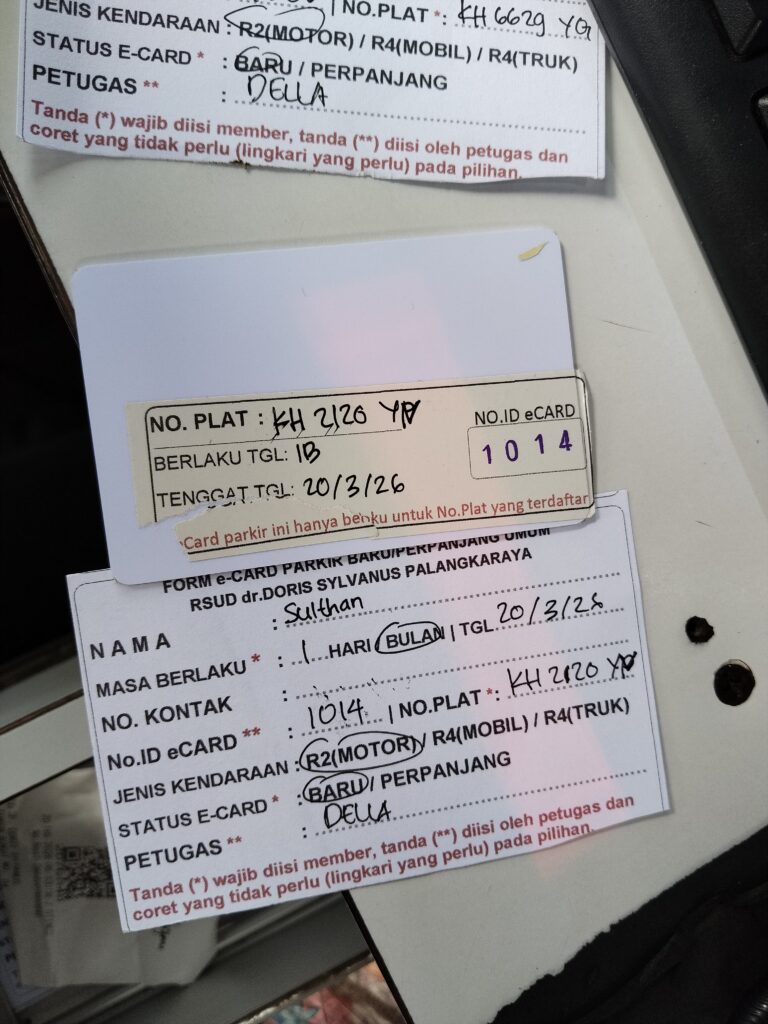 JENIS KENDARAAN : R2(MOTOR) / R4(MOBIL) / R4(TRUK)
| NO.PLAT *: KH 6629 YG
STATUS E-CARD * : BARU / PERPANJANG
PETUGAS ** : DELLA
Tanda (*) wajib diisi member, tanda (**) diisi oleh petugas dan
coret yang tidak perlu (lingkari yang perlu) pada pilihan.
NO. PLAT : KH 2120
NO.ID eCARD
1014
BERLAKU TGL: 1B
TENGGAT TGL: 20/3/26
Card parkir ini hanya berlaku untuk No.Plat yang terdaftar
FORM e-CARD PARKIR BARU/PERPANJANG UMUM
RSUD dr.DORIS SYLVANUS PALANGKARAYA
NAMA : Sulthan
MASA BERLAKU * : 1 HARI BULAN | TGL 20/3/26
NO. KONTAK :
No.ID eCARD ** : 1014 | NO.PLAT *: KH 2120
JENIS KENDARAAN : R2(MOTOR) / R4(MOBIL) / R4(TRUK)
STATUS E-CARD * : BARU / PERPANJANG
PETUGAS ** : DELLA
Tanda (*) wajib diisi member, tanda (**) diisi oleh petugas dan
coret yang tidak perlu (lingkari yang perlu) pada pilihan.